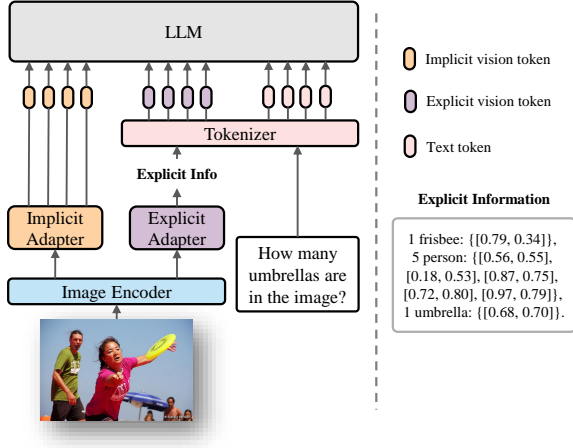 LLM
Tokenizer
Explicit Info
Implicit
Adapter
Explicit
Adapter
How many
umbrellas are
in the image?
Image Encoder
Implicit vision token
Explicit vision token
Text token
Explicit Information
1 frisbee: {[0.79, 0.34]},
5 person: {[0.56, 0.55],
[0.18, 0.53], [0.87, 0.75],
[0.72, 0.80], [0.97, 0.79]},
1 umbrella: {[0.68, 0.70]}.